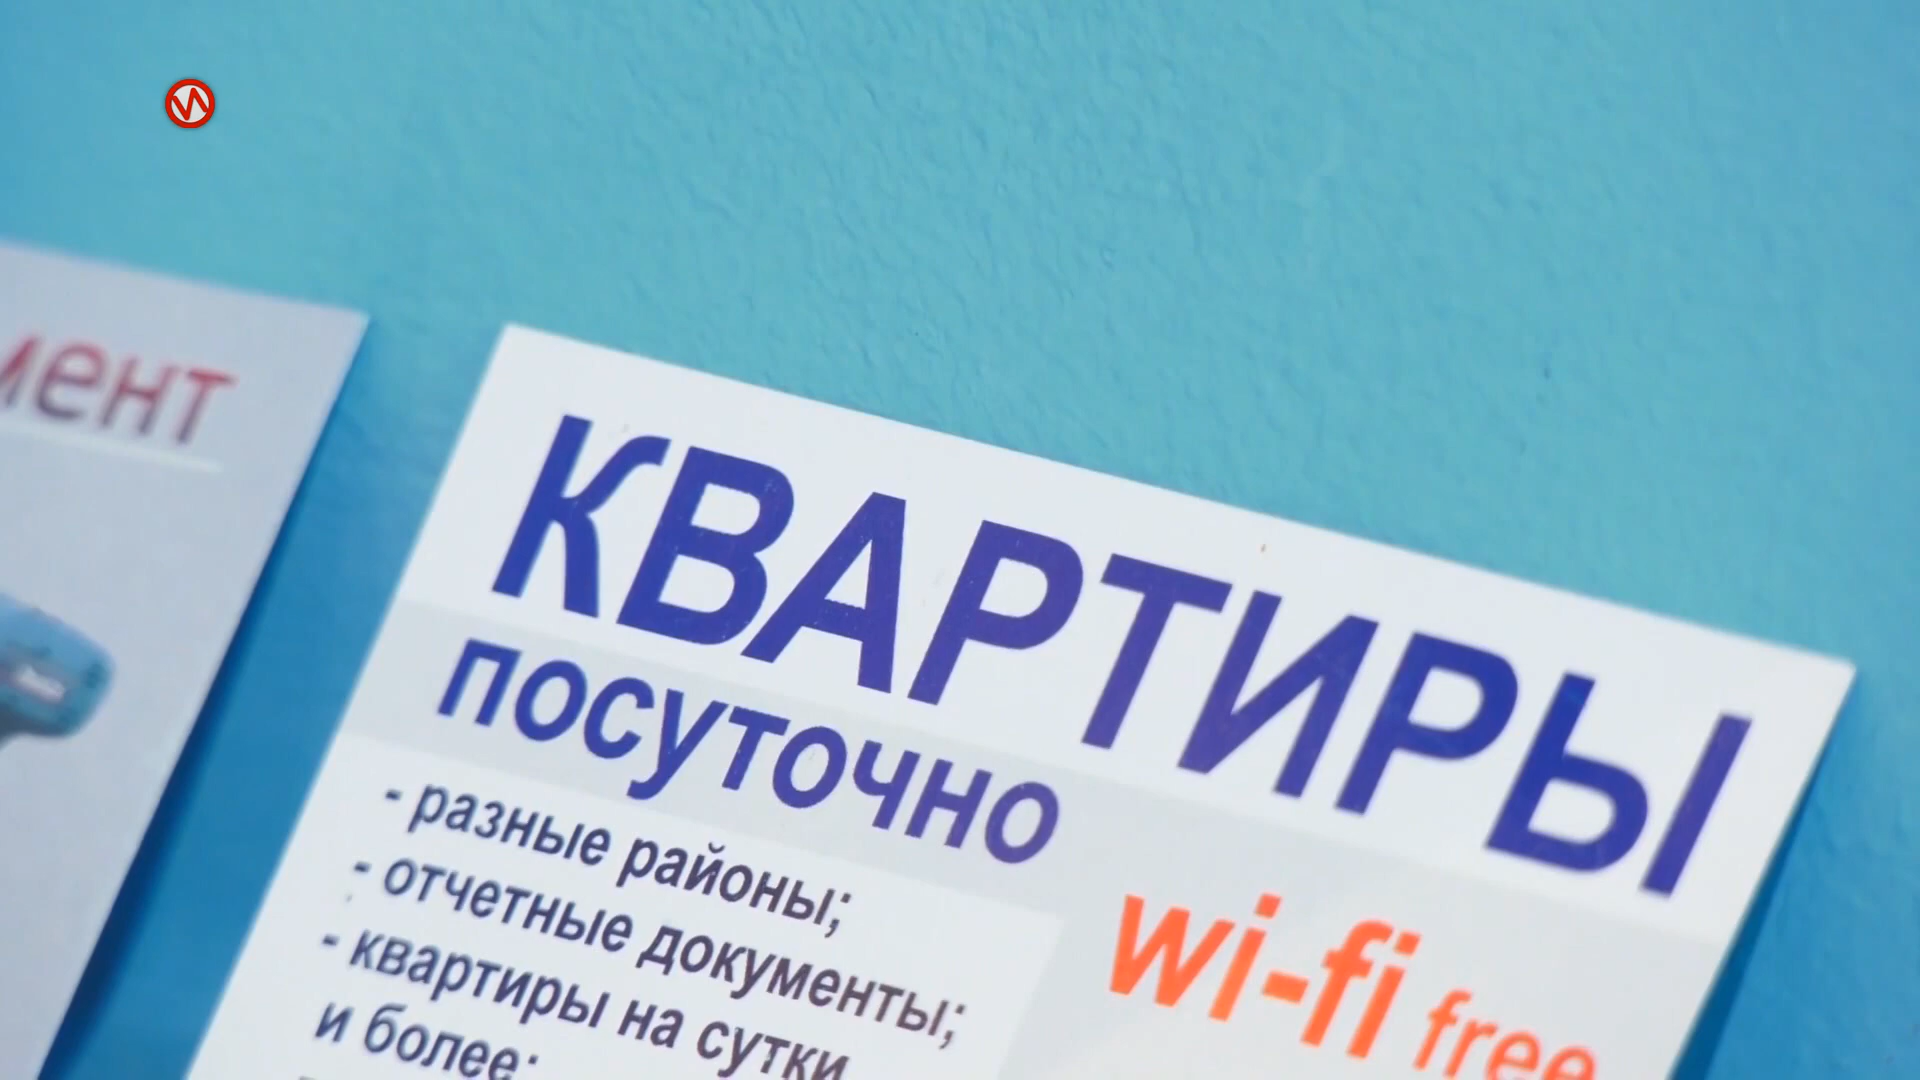 мент
КВАРТИРЫ
посуточно
- разные районы;
- отчетные документы;
- квартиры на сутки
и более;
wi-fi free